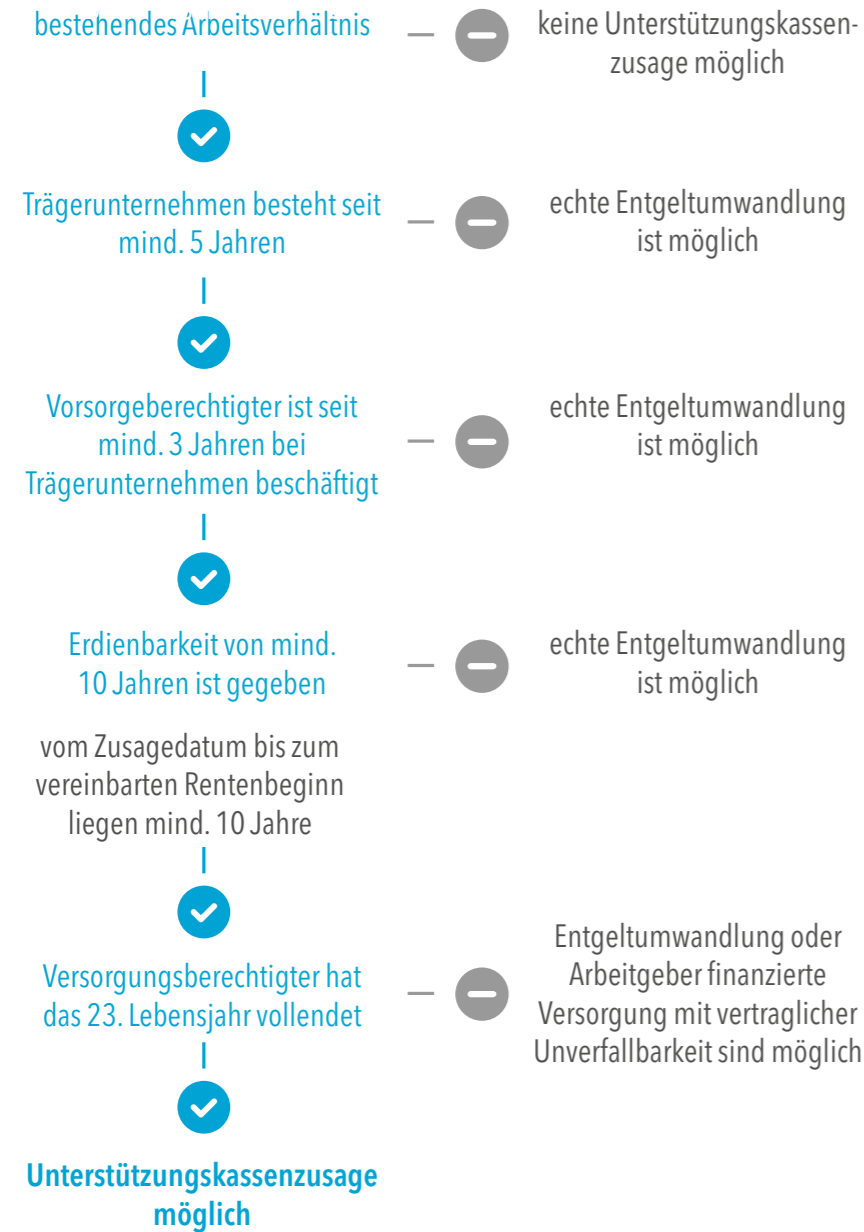 bestehendes Arbeitsverhältnis
keine Unterstützungskassen-
zusage möglich
Trägerunternehmen besteht seit
mind. 5 Jahren
echte Entgeltumwandlung
ist möglich
Vorsorgeberechtigter ist seit
mind. 3 Jahren bei
Trägerunternehmen beschäftigt
echte Entgeltumwandlung
ist möglich
Erdienbarkeit von mind.
10 Jahren ist gegeben
echte Entgeltumwandlung
ist möglich
vom Zusagedatum bis zum
vereinbarten Rentenbeginn
liegen mind. 10 Jahre
Versorgungsberechtigter hat
das 23. Lebensjahr vollendet
Entgeltumwandlung oder
Arbeitgeber finanzierte
Versorgung mit vertraglicher
Unverfallbarkeit sind möglich
Unterstützungskassenzusage
möglich